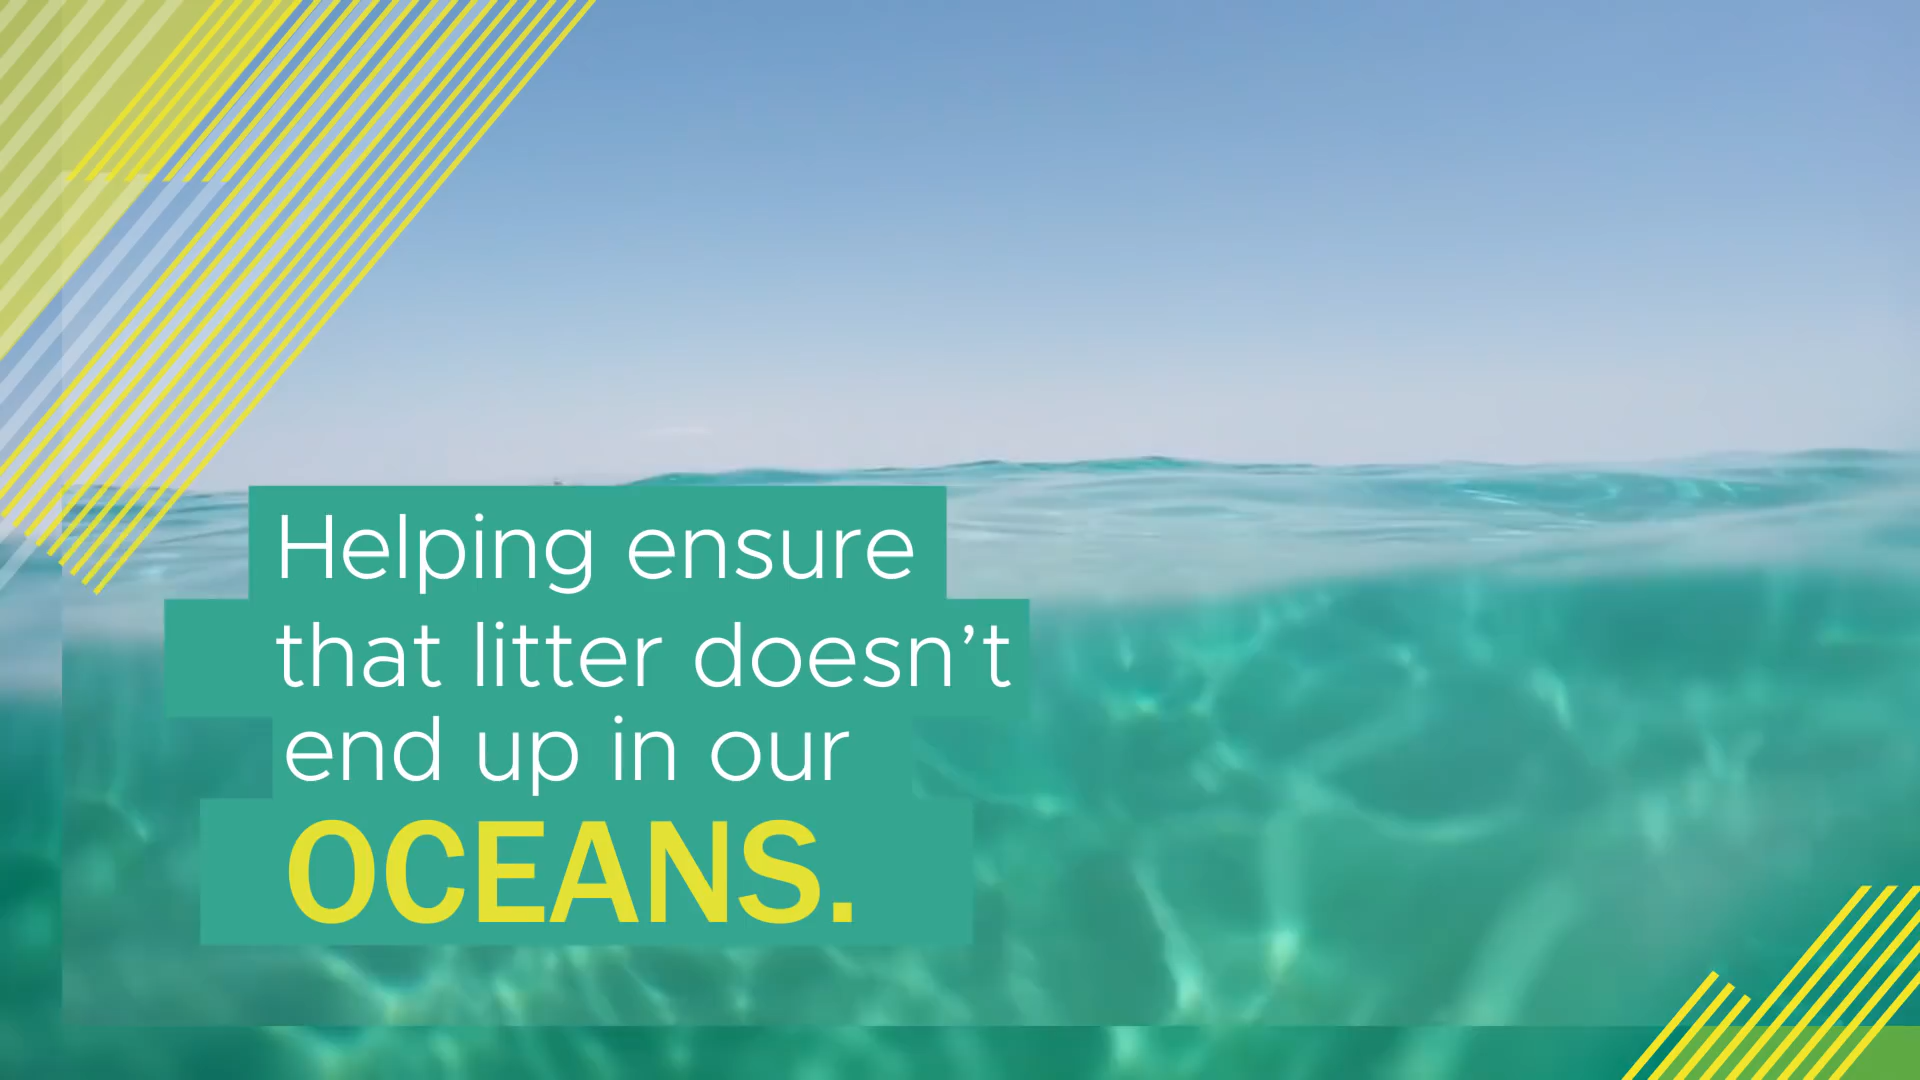 Helping ensure
that litter doesn’t
end up in our
OCEANS.